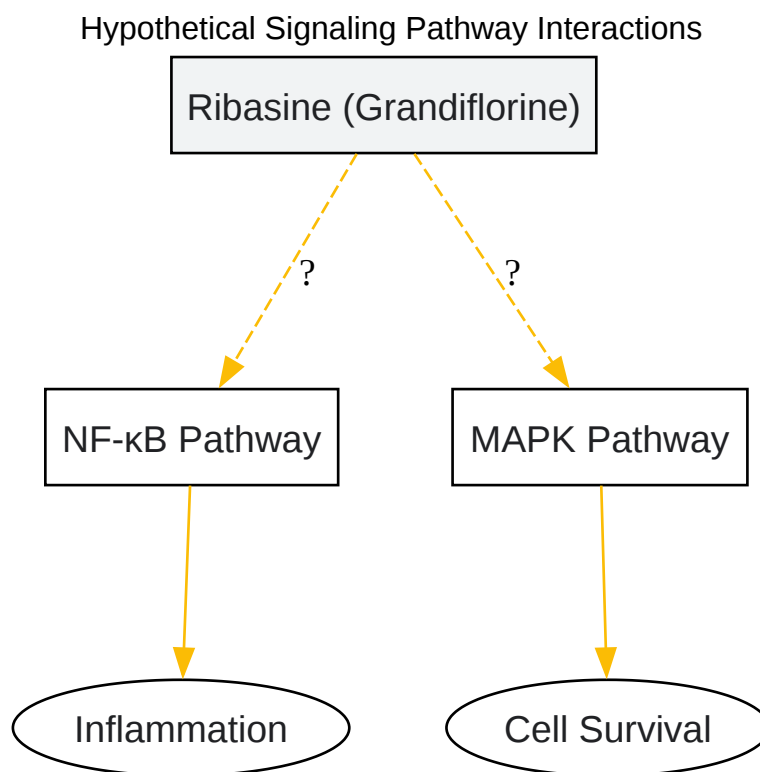 Hypothetical Signaling Pathway Interactions
Ribasine (Grandiflorine)
? ?
NF-κB Pathway MAPK Pathway
Inflammation Cell Survival